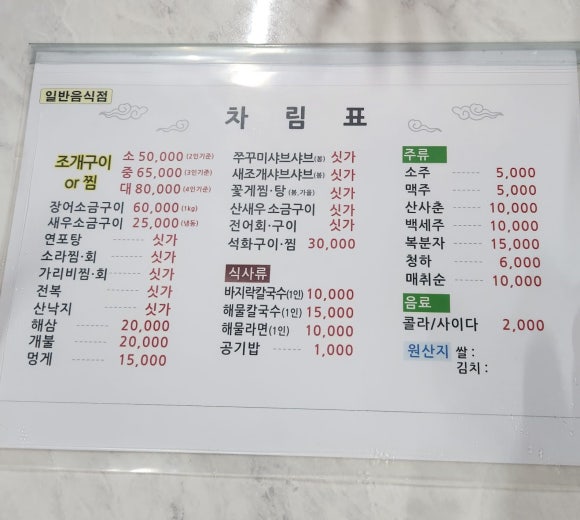 일반음식점
차 림 표
조개구이
or 찜
소 50,000 (2인기준)
중 65,000 (3인기준)
대 80,000 (4인기준)
장어소금구이 60,000 (1kg)
새우소금구이 25,000 (냉동)
연포탕 싯가
소라찜·회 싯가
가리비찜·회 싯가
전복 싯가
산낙지 싯가
해삼 20,000
개불 20,000
멍게 15,000
쭈꾸미샤브샤브(봄) 싯가
새조개샤브샤브(봄) 싯가
꽃게찜·탕 (봄,가을) 싯가
산새우소금구이 싯가
전어회·구이 싯가
석화구이·찜 30,000
식사류
바지락칼국수(1인) 10,000
해물칼국수(1인) 15,000
해물라면(1인) 10,000
공기밥 1,000
주류
소주 5,000
맥주 5,000
산사춘 10,000
백세주 10,000
복분자 15,000
청하 6,000
매취순 10,000
음료
콜라/사이다 2,000
원산지 쌀 :
김치 :